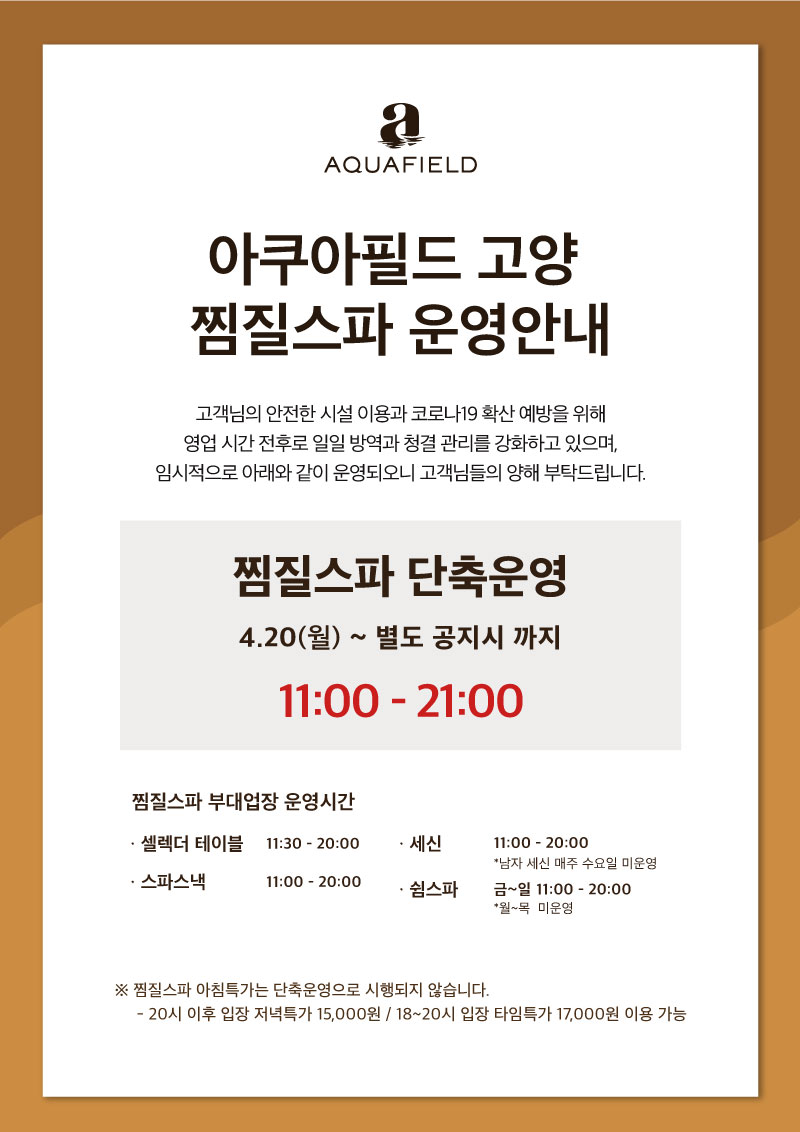 a
AQUAFIELD
아쿠아필드 고양
찜질스파 운영안내
고객님의 안전한 시설 이용과 코로나19 확산 예방을 위해
영업 시간 전후로 일일 방역과 청결 관리를 강화하고 있으며,
임시적으로 아래와 같이 운영되오니 고객님들의 양해 부탁드립니다.
찜질스파 단축운영
4.20(월) ~ 별도 공지시 까지
11:00 - 21:00
찜질스파 부대업장 운영시간
· 셀렉더 테이블 11:30 - 20:00
· 스파스낵 11:00 - 20:00
· 세신 11:00 - 20:00
*남자 세신 매주 수요일 미운영
· 쉼스파 금~일 11:00 - 20:00
*월~목 미운영
※ 찜질스파 아침특가는 단축운영으로 시행되지 않습니다.
- 20시 이후 입장 저녁특가 15,000원 / 18~20시 입장 타임특가 17,000원 이용 가능